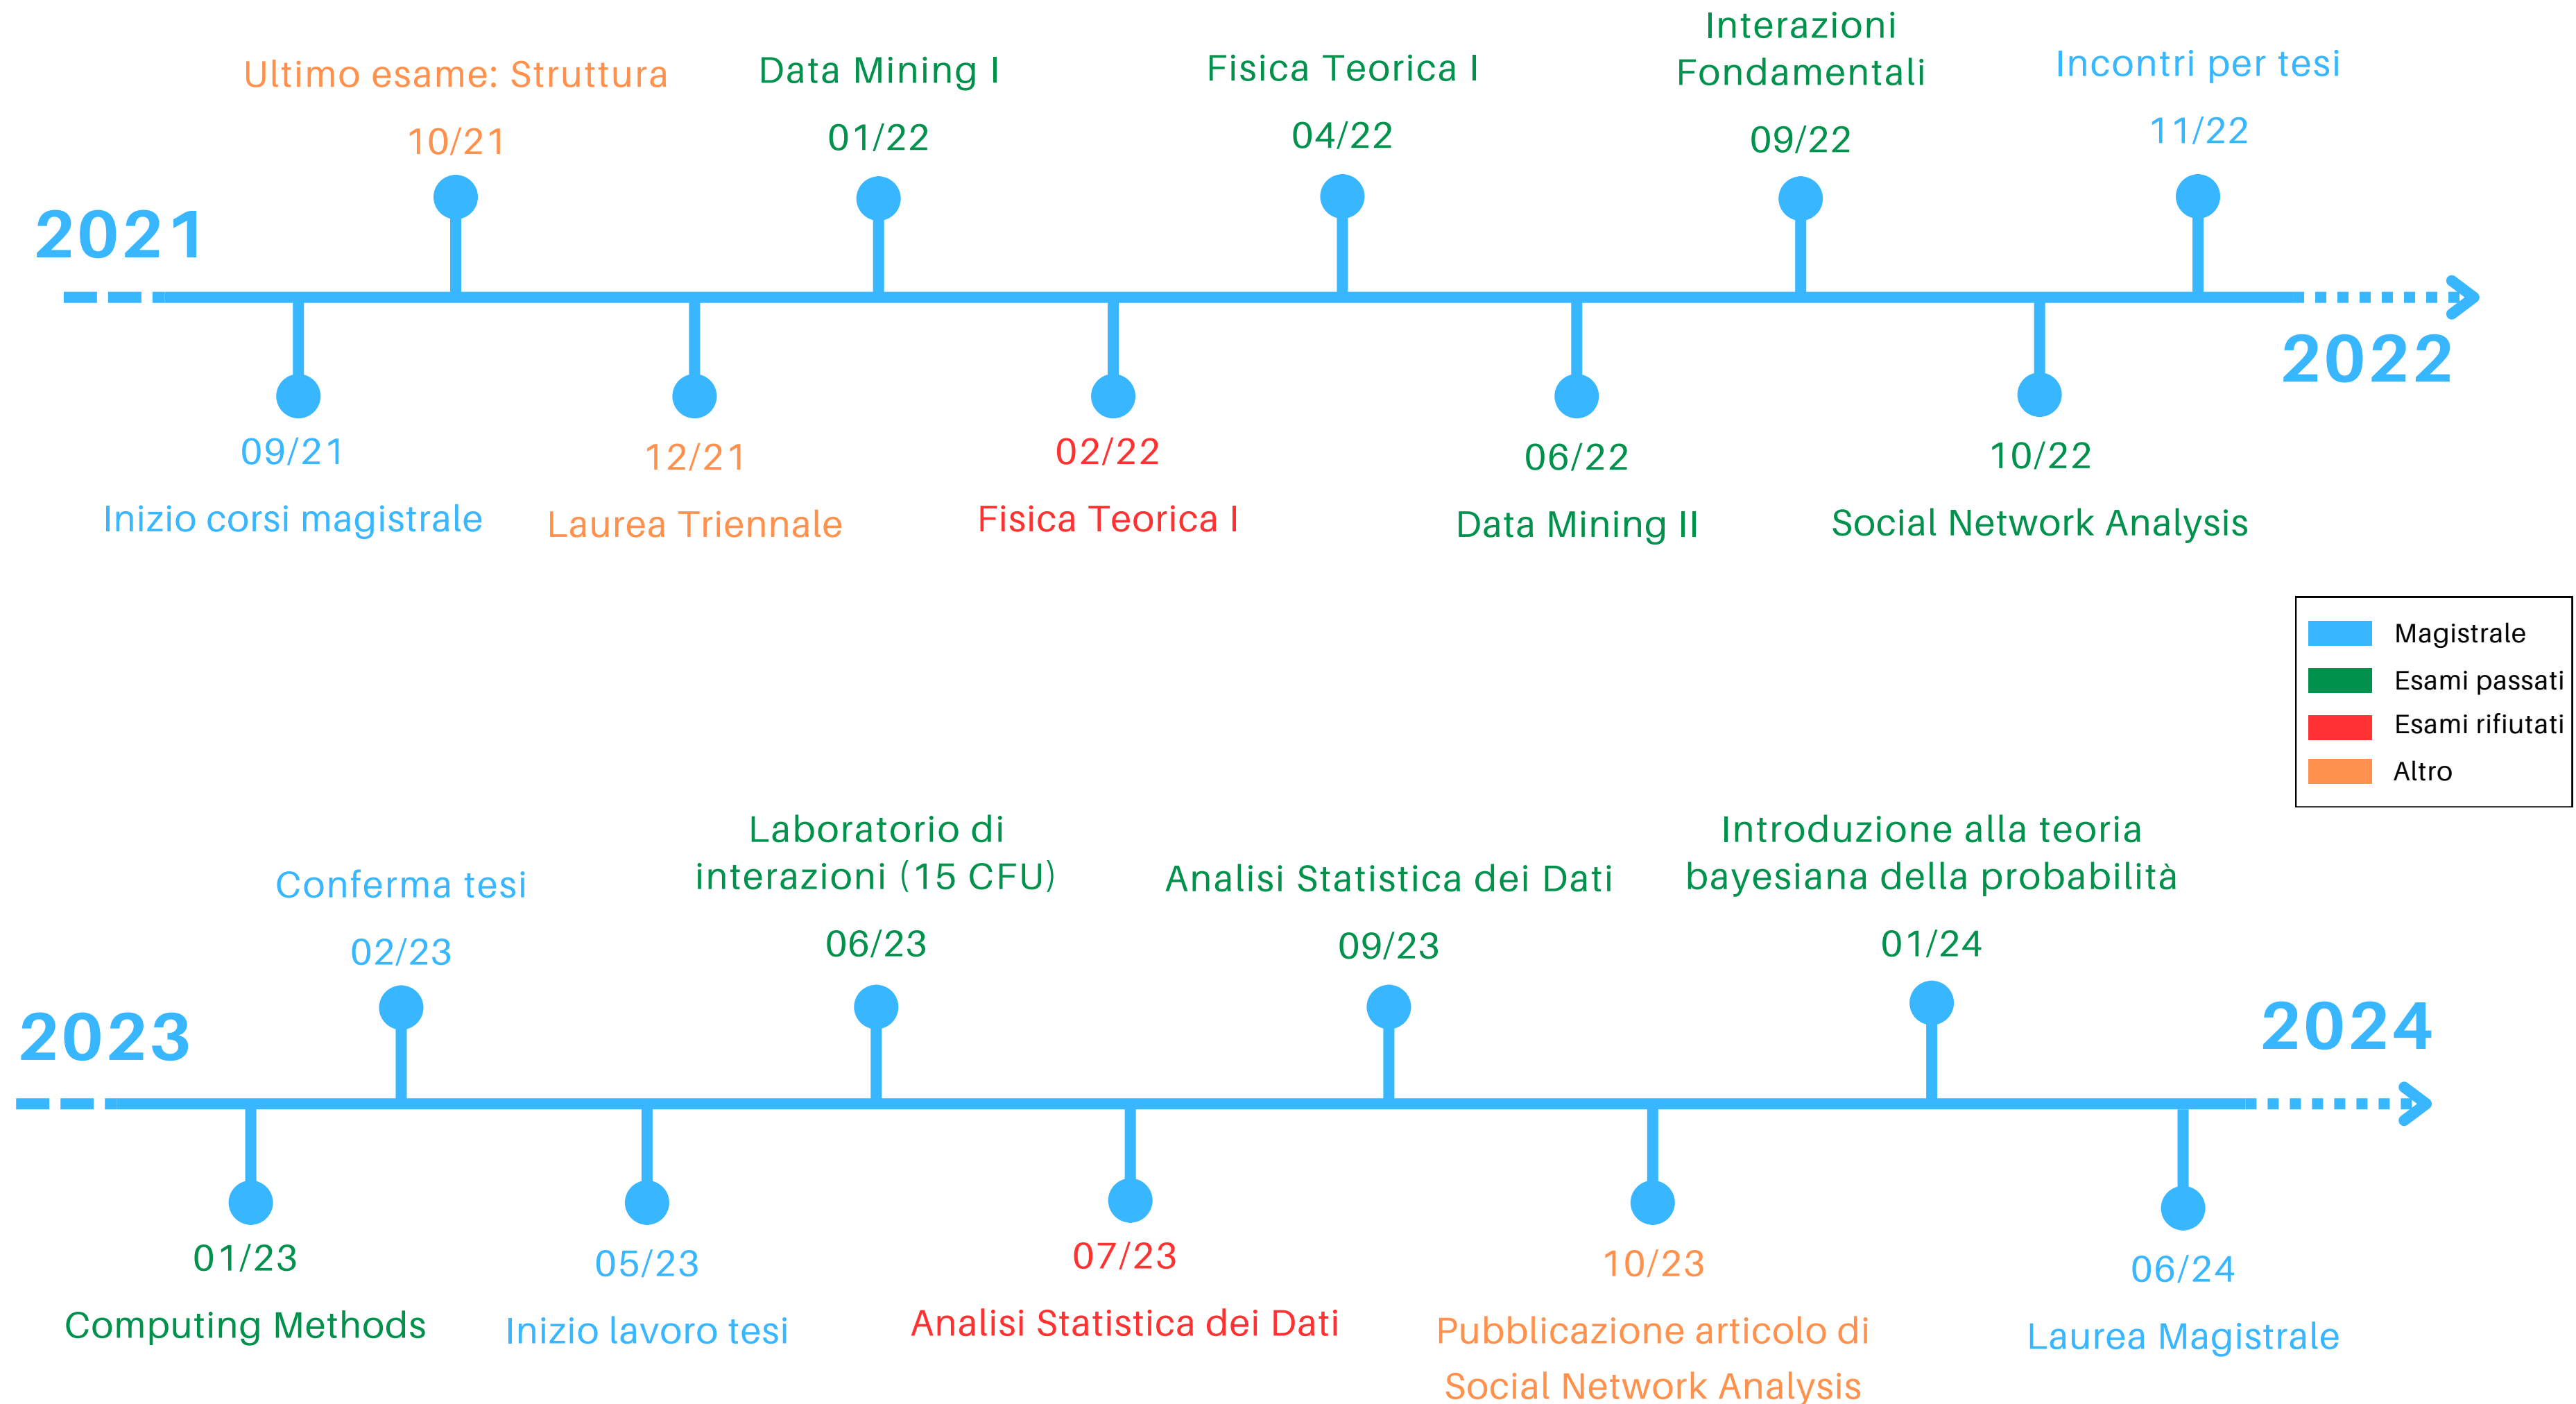 Ultimo esame: Struttura
10/21
Data Mining I
01/22
Fisica Teorica I
04/22
Interazioni
Fondamentali
09/22
Incontri per tesi
11/22
2021
2022
09/21
Inizio corsi magistrale
12/21
Laurea Triennale
02/22
Fisica Teorica I
06/22
Data Mining II
10/22
Social Network Analysis
Magistrale
Esami passati
Esami rifiutati
Altro
Conferma tesi
02/23
Laboratorio di
interazioni (15 CFU)
06/23
Analisi Statistica dei Dati
09/23
Introduzione alla teoria
bayesiana della probabilità
01/24
2023
2024
01/23
Computing Methods
05/23
Inizio lavoro tesi
07/23
Analisi Statistica dei Dati
10/23
Pubblicazione articolo di
Social Network Analysis
06/24
Laurea Magistrale